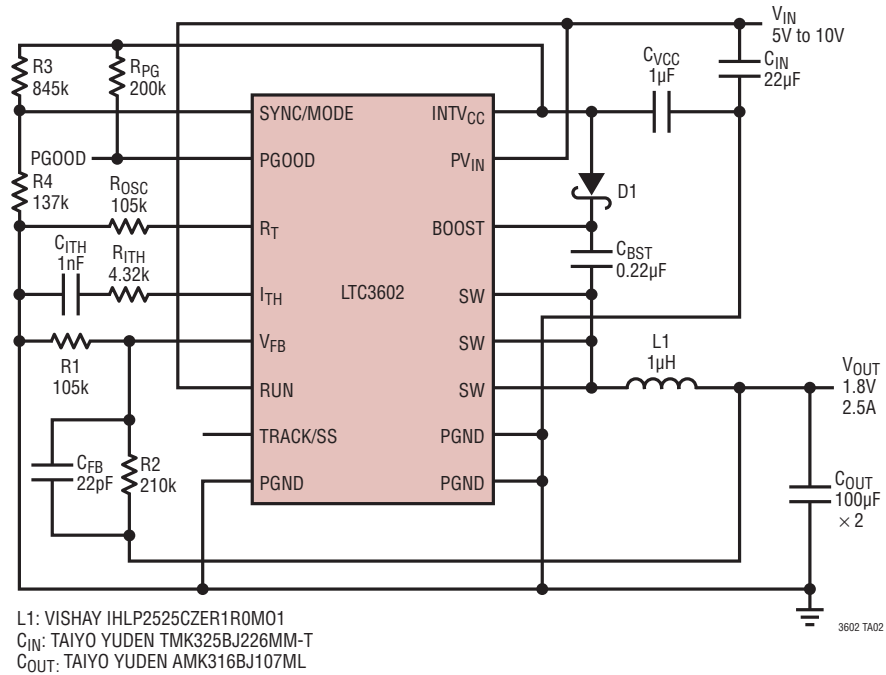 VIN
5V to 10V
R3
845k
RPG
200k
CVCC
1µF
CIN
22µF
SYNC/MODE
INTVCC
PGOOD
PGOOD
PVIN
D1
R4
137k
ROSC
105k
RT
BOOST
CBST
0.22µF
CITH
1nF
RITH
4.32k
ITH
LTC3602
SW
VFB
SW
L1
1µH
R1
105k
RUN
SW
VOUT
1.8V
2.5A
TRACK/SS
PGND
CFB
22pF
R2
210k
PGND
PGND
COUT
100µF
× 2
L1: VISHAY IHLP2525CZER1R0MO1
CIN: TAIYO YUDEN TMK325BJ226MM-T
COUT: TAIYO YUDEN AMK316BJ107ML
3602 TA02